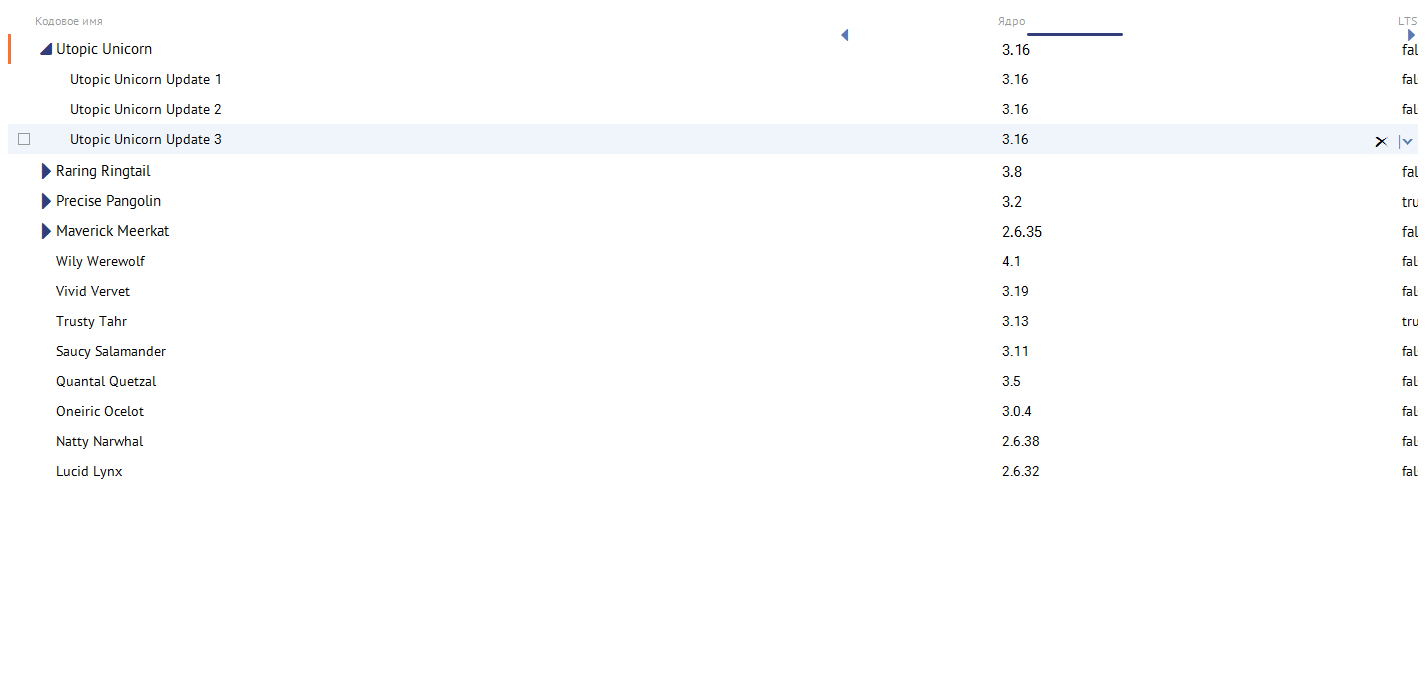 Кодовое имя Ядро LTS
Utopic Unicorn 3.16 fal
Utopic Unicorn Update 1 3.16 fal
Utopic Unicorn Update 2 3.16 fal
Utopic Unicorn Update 3 3.16
Raring Ringtail 3.8 fal
Precise Pangolin 3.2 tru
Maverick Meerkat 2.6.35 fal
Wily Werewolf 4.1 fal
Vivid Vervet 3.19 fal
Trusty Tahr 3.13 tru
Saucy Salamander 3.11 fal
Quantal Quetzal 3.5 fal
Oneiric Ocelot 3.0.4 fal
Natty Narwhal 2.6.38 fal
Lucid Lynx 2.6.32 fal